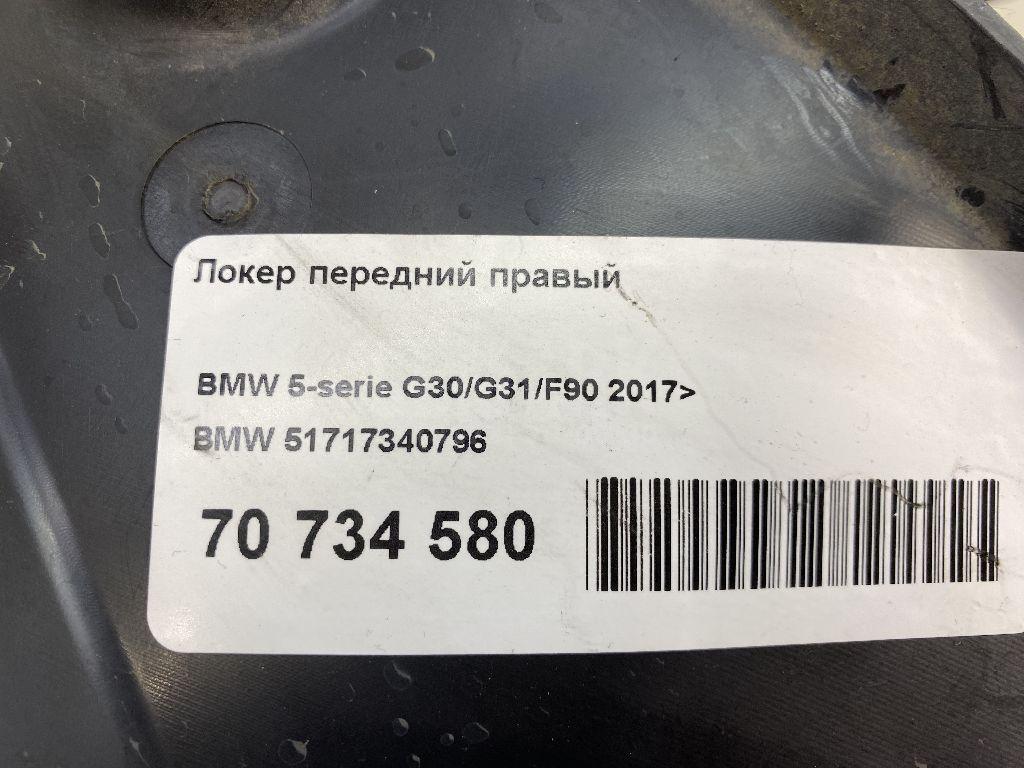 Локер передний правый
BMW 5-serie G30/G31/F90 2017>
BMW 51717340796
70 734 580